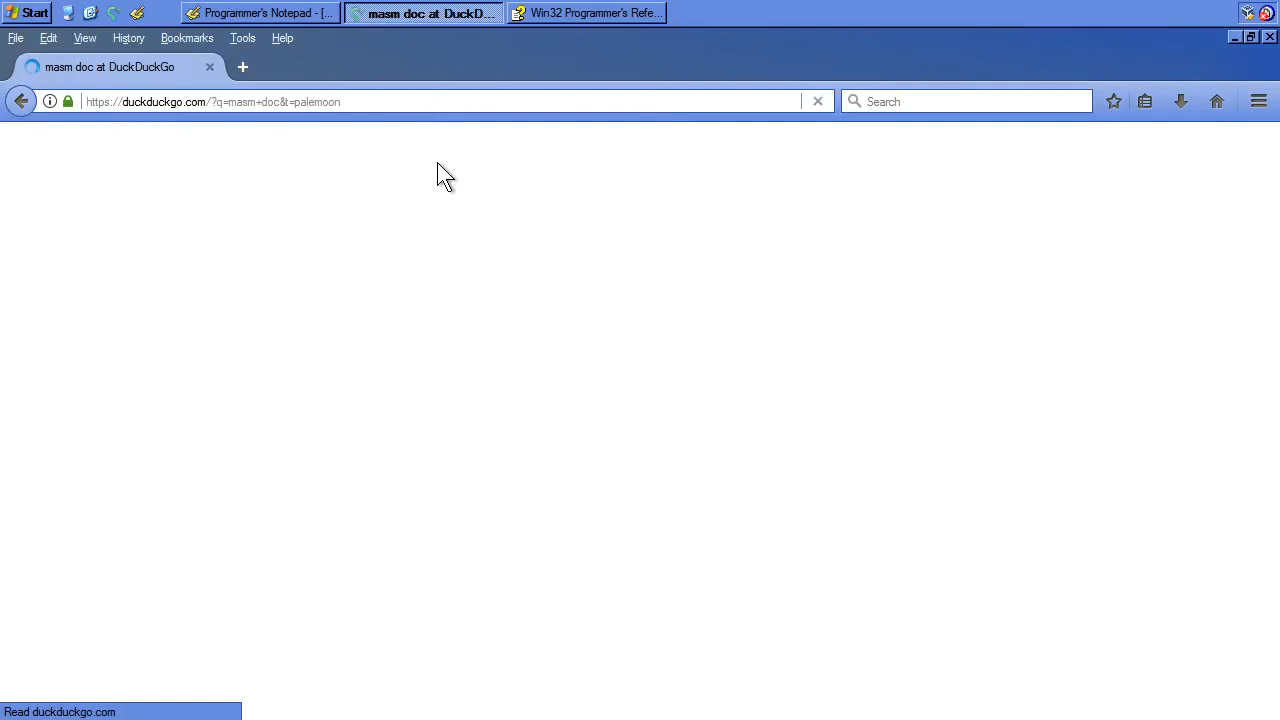 Start Programmer's Notepad - [... masm doc at DuckD... Win32 Programmer's Refe...
File Edit View History Bookmarks Tools Help
masm doc at DuckDuckGo
https://duckduckgo.com/?q=masm+doc&t=palemoon Search
Read duckduckgo.com